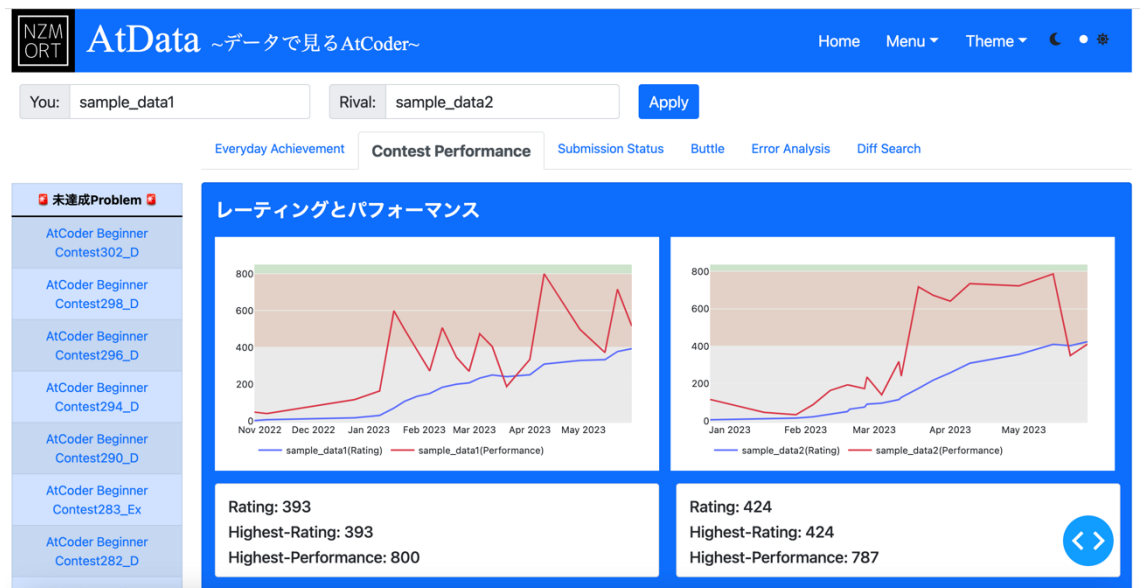 NZM
ORT
AtData ~データで見るAtCoder~
Home Menu Theme
You: sample_data1 Rival: sample_data2 Apply
Everyday Achievement Contest Performance Submission Status Buttle Error Analysis Diff Search
🚨 未達成Problem 🚨
AtCoder Beginner
Contest302_D
AtCoder Beginner
Contest298_D
AtCoder Beginner
Contest296_D
AtCoder Beginner
Contest294_D
AtCoder Beginner
Contest290_D
AtCoder Beginner
Contest283_Ex
AtCoder Beginner
Contest282_D
レーティングとパフォーマンス
800
600
400
200
0
Nov 2022 Dec 2022 Jan 2023 Feb 2023 Mar 2023 Apr 2023 May 2023
sample_data1(Rating) sample_data1(Performance)
800
600
400
200
0
Jan 2023 Feb 2023 Mar 2023 Apr 2023 May 2023
sample_data2(Rating) sample_data2(Performance)
Rating: 393
Highest-Rating: 393
Highest-Performance: 800
Rating: 424
Highest-Rating: 424
Highest-Performance: 787